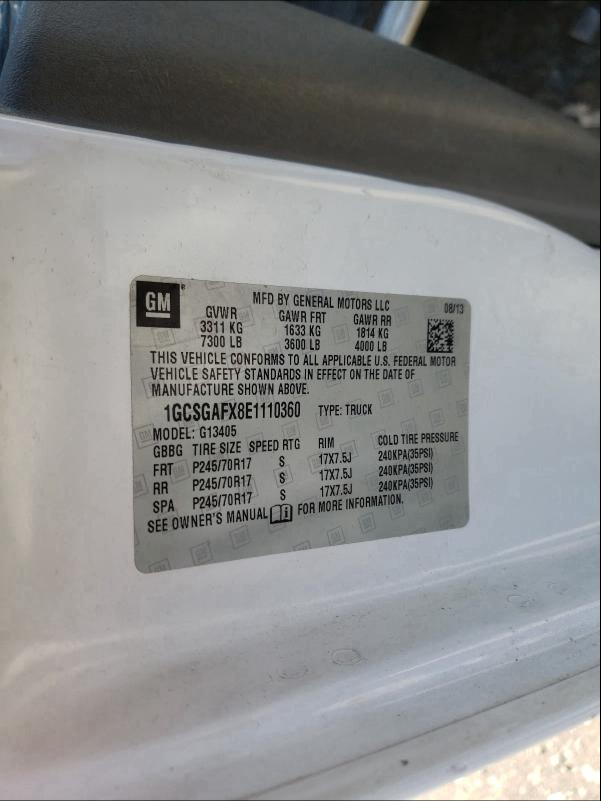 GM ®
MFD BY GENERAL MOTORS LLC 08/13
GVWR GAWR FRT GAWR RR
3311 KG 1633 KG 1814 KG
7300 LB 3600 LB 4000 LB
THIS VEHICLE CONFORMS TO ALL APPLICABLE U.S. FEDERAL MOTOR
VEHICLE SAFETY STANDARDS IN EFFECT ON THE DATE OF
MANUFACTURE SHOWN ABOVE.
1GCSGAFX8E1110360 TYPE: TRUCK
MODEL: G13405
GBBG TIRE SIZE SPEED RTG RIM COLD TIRE PRESSURE
FRT P245/70R17 S 17X7.5J 240KPA(35PSI)
RR P245/70R17 S 17X7.5J 240KPA(35PSI)
SPA P245/70R17 S 17X7.5J 240KPA(35PSI)
SEE OWNER'S MANUAL FOR MORE INFORMATION.